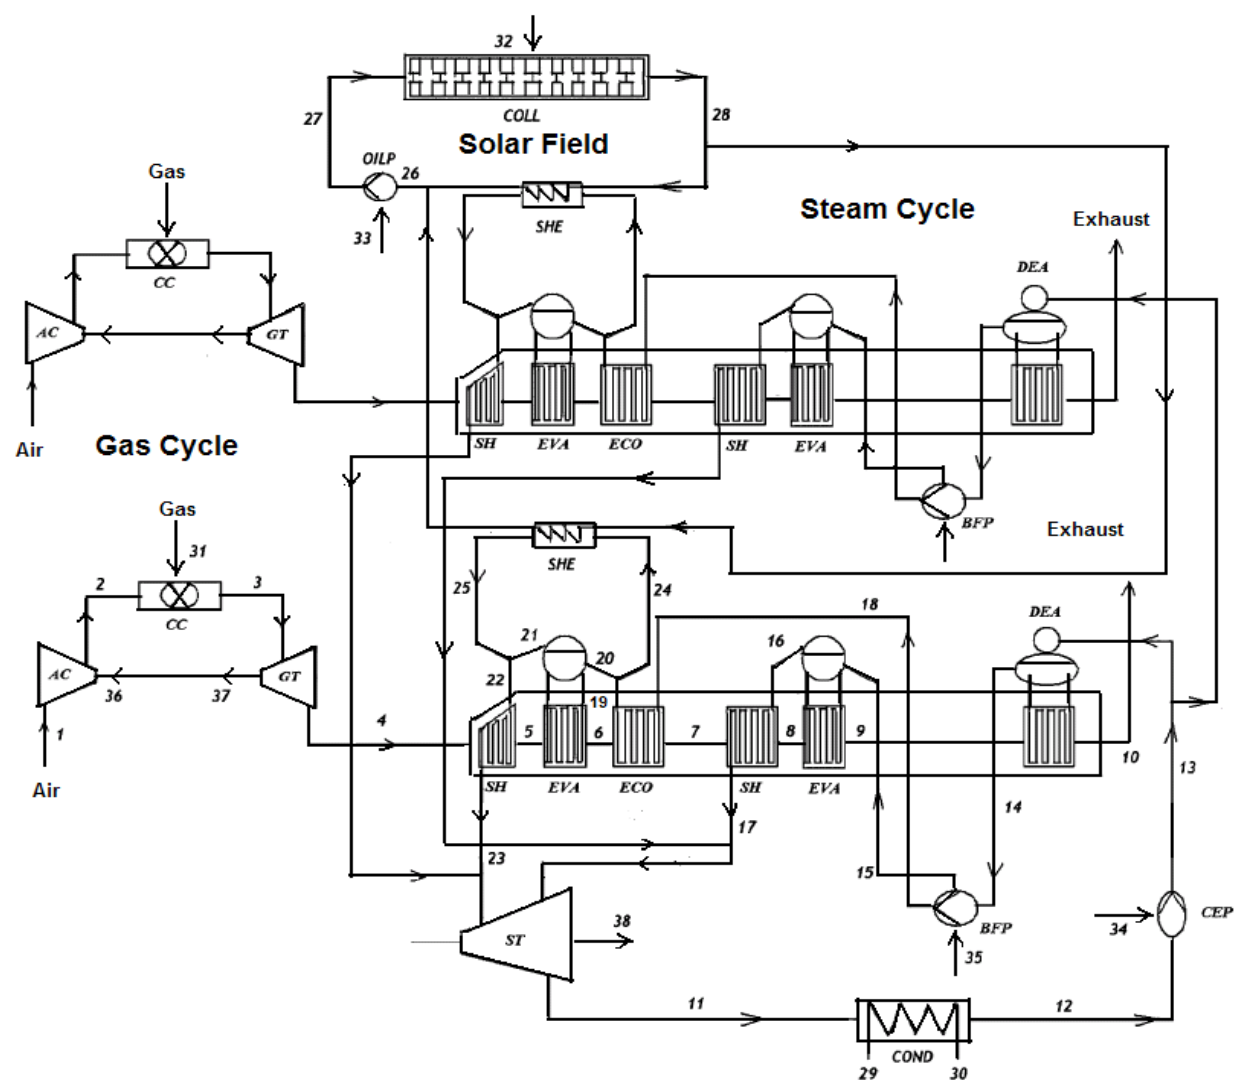 32
COLL
27
28
Solar Field
OILP
26
Gas
SHE
33
Steam Cycle
Exhaust
CC
DEA
AC
GT
Air
Gas Cycle
SH
EVA
ECO
SH
EVA
BFP
Exhaust
Gas
31
SHE
2
3
25
24
18
CC
DEA
21
20
16
AC
GT
36
37
22
19
4
1
5
6
7
8
9
10
13
Air
SH
EVA
ECO
SH
EVA
14
17
23
15
38
ST
BFP
34
CEP
35
11
12
COND
29
30